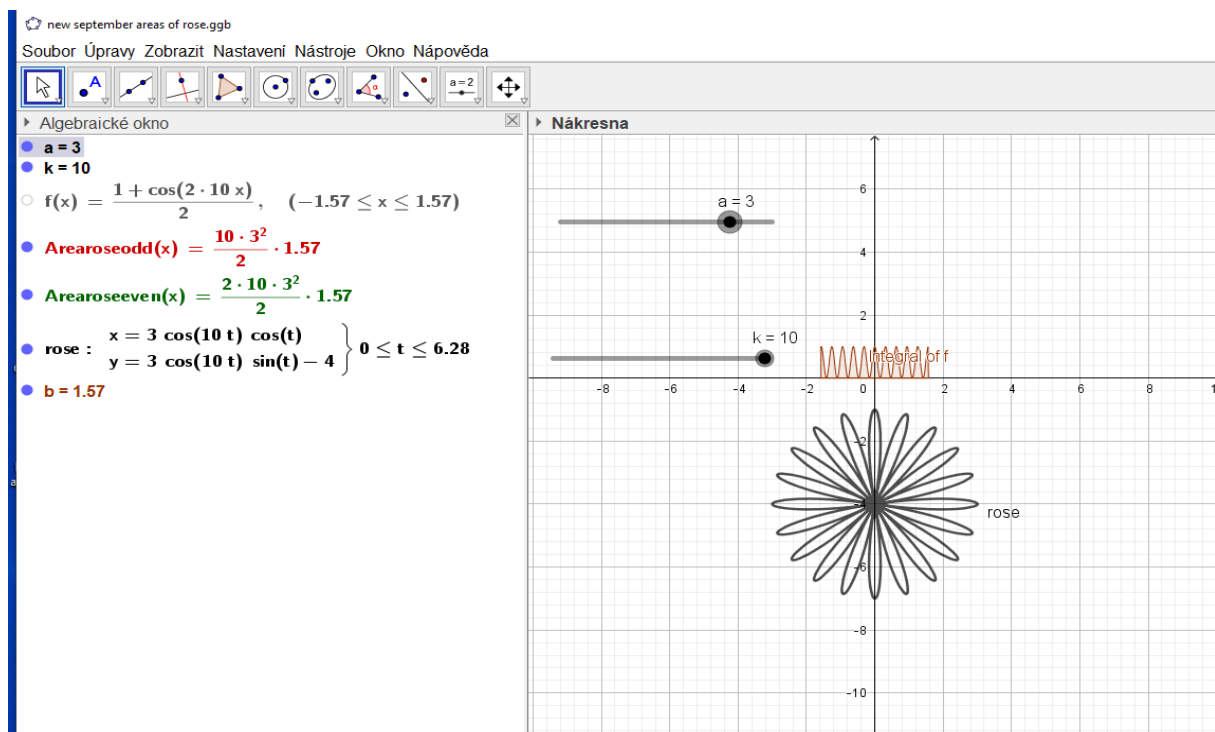 new september areas of rose.ggb
Soubor Úpravy Zobrazit Nastavení Nástroje Okno Nápověda
A
α
a=2
Algebraické okno
Nákresna
a = 3
k = 10
f(x) = (1 + cos(2 · 10 x))/2, (−1.57 ≤ x ≤ 1.57)
Arearoseodd(x) = (10 · 3²)/2 · 1.57
Arearoseeven(x) = (2 · 10 · 3²)/2 · 1.57
rose : x = 3 cos(10 t) cos(t)
y = 3 cos(10 t) sin(t) − 4 } 0 ≤ t ≤ 6.28
b = 1.57
6
a = 3
4
2
k = 10
Integral of f
-8 -6 -4 -2 0 2 4 6 8 1
-2
-4
rose
-6
-8
-10
a